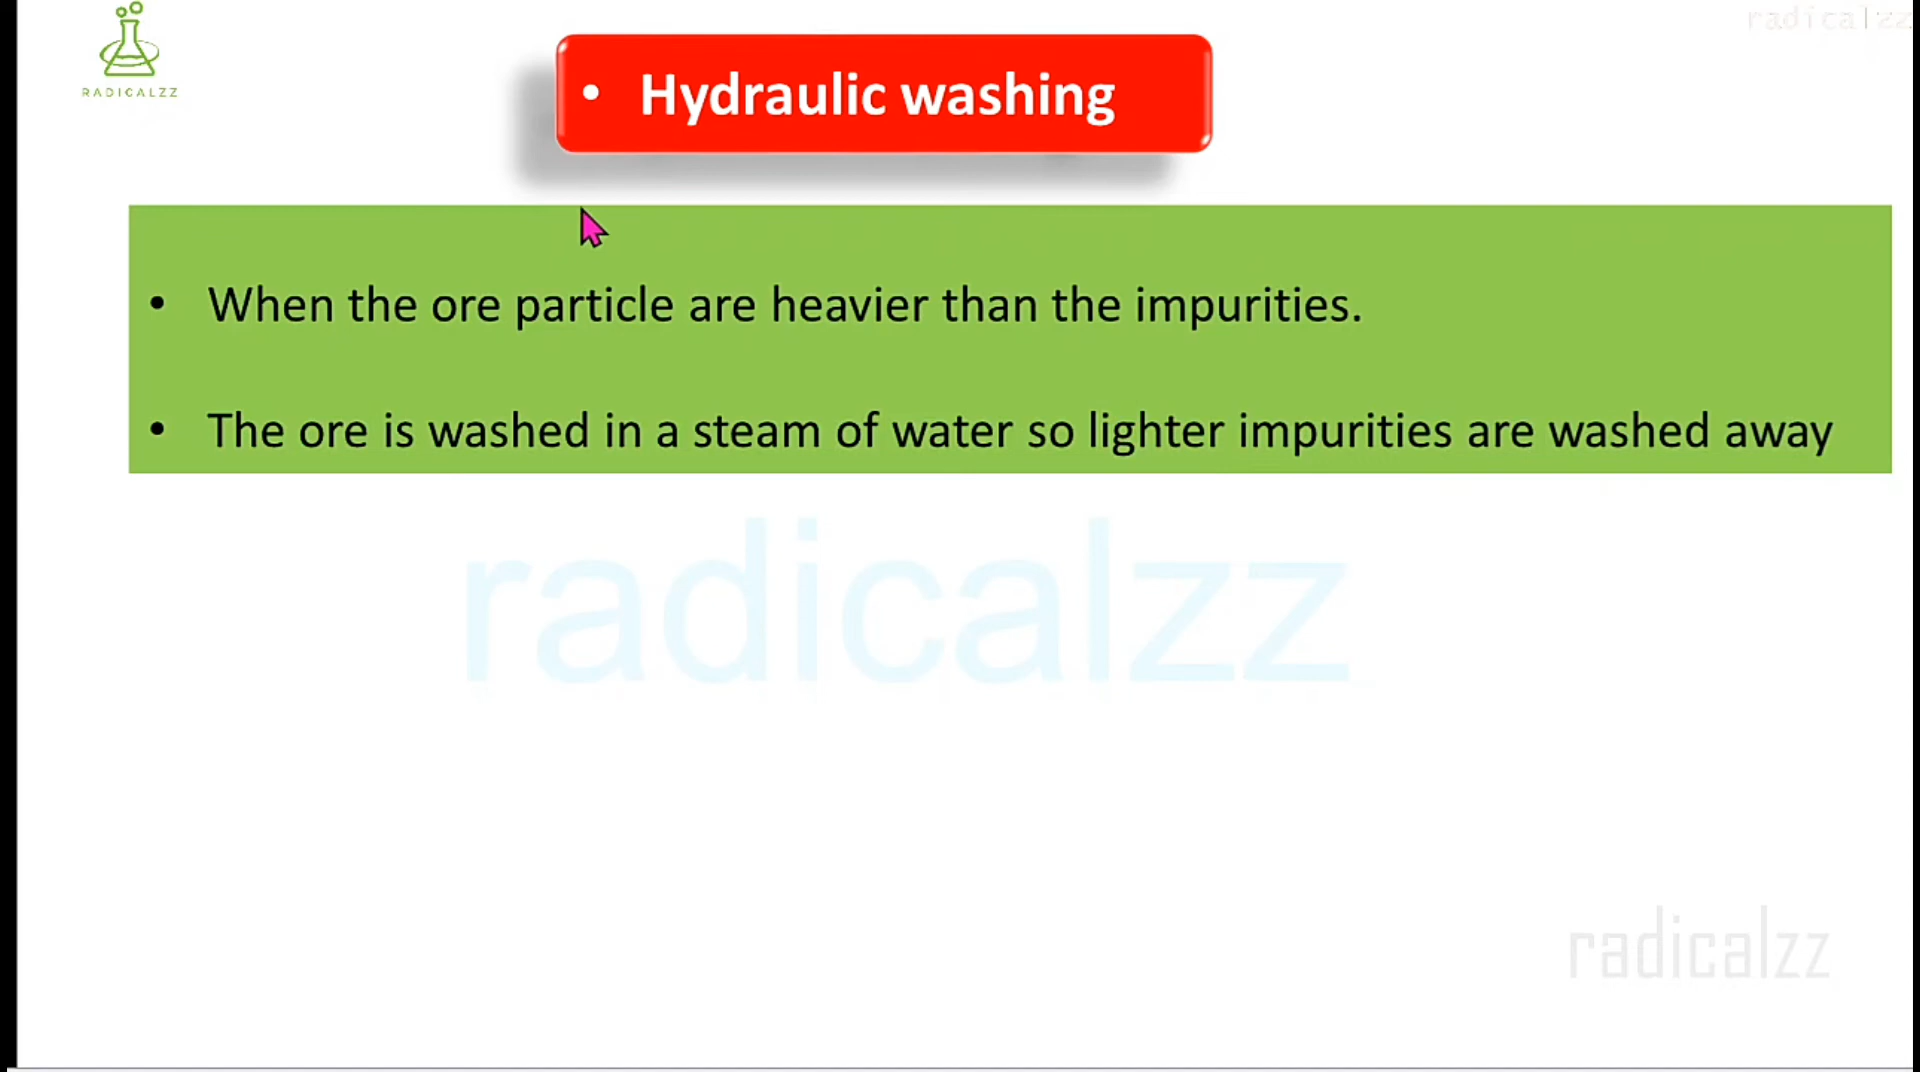 radicalzz
RADICALZZ
• Hydraulic washing
• When the ore particle are heavier than the impurities.
• The ore is washed in a steam of water so lighter impurities are washed away
radicalzz
radicalzz